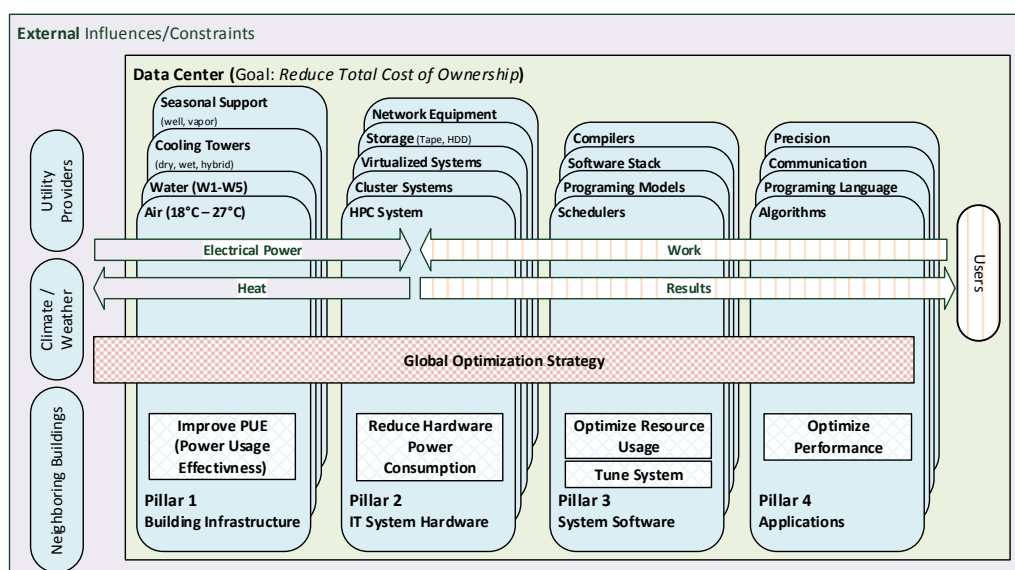 External Influences/Constraints
Data Center (Goal: Reduce Total Cost of Ownership)
Utility
Providers
Climate /
Weather
Neighboring Buildings
Seasonal Support
(well, vapor)
Cooling Towers
(dry, wet, hybrid)
Water (W1-W5)
Air (18°C – 27°C)
Network Equipment
Storage (Tape, HDD)
Virtualized Systems
Cluster Systems
HPC System
Compilers
Software Stack
Programing Models
Schedulers
Precision
Communication
Programing Language
Algorithms
Electrical Power
Work
Heat
Results
Users
Global Optimization Strategy
Improve PUE
(Power Usage
Effectivness)
Reduce Hardware
Power
Consumption
Optimize Resource
Usage
Tune System
Optimize
Performance
Pillar 1
Building Infrastructure
Pillar 2
IT System Hardware
Pillar 3
System Software
Pillar 4
Applications